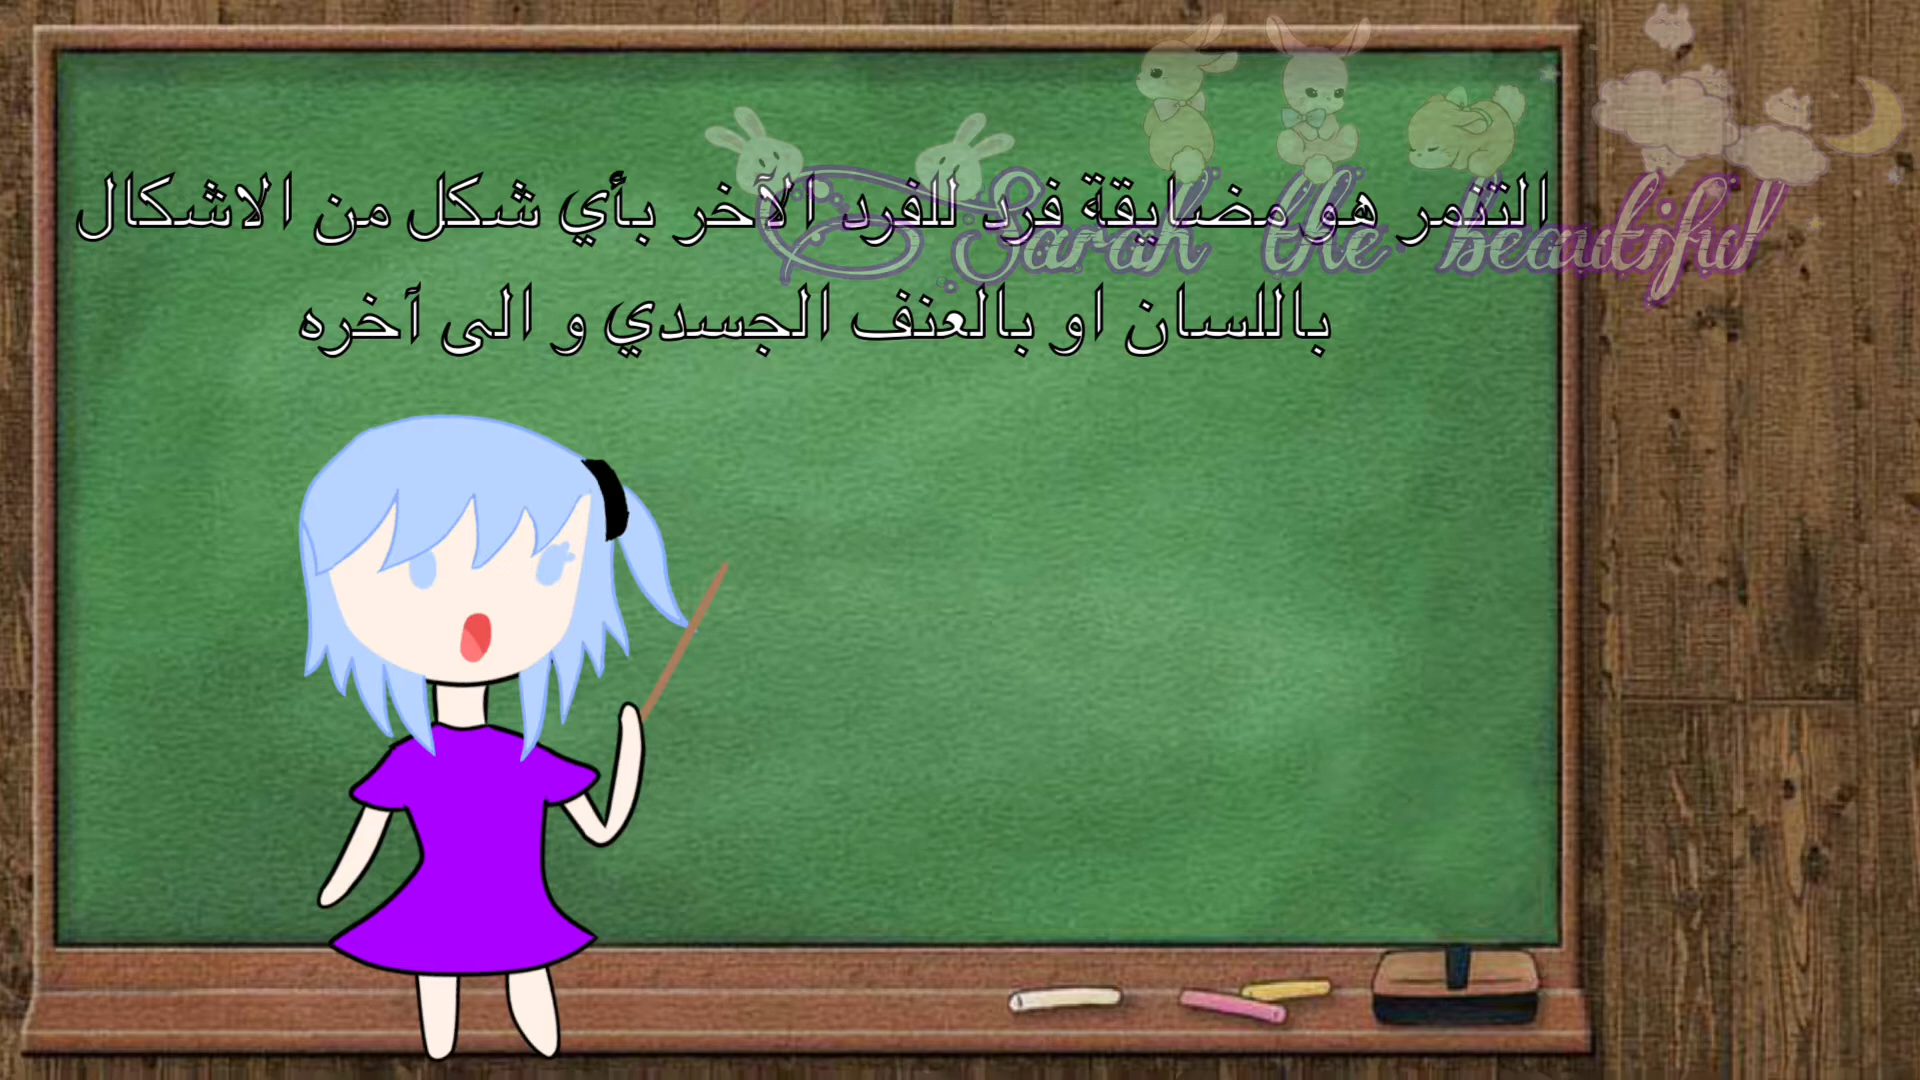 التنمر هو مضايقة فرد للفرد الآخر بأي شكل من الاشكال
باللسان او بالعنف الجسدي و الى آخره
Sarah the beautiful